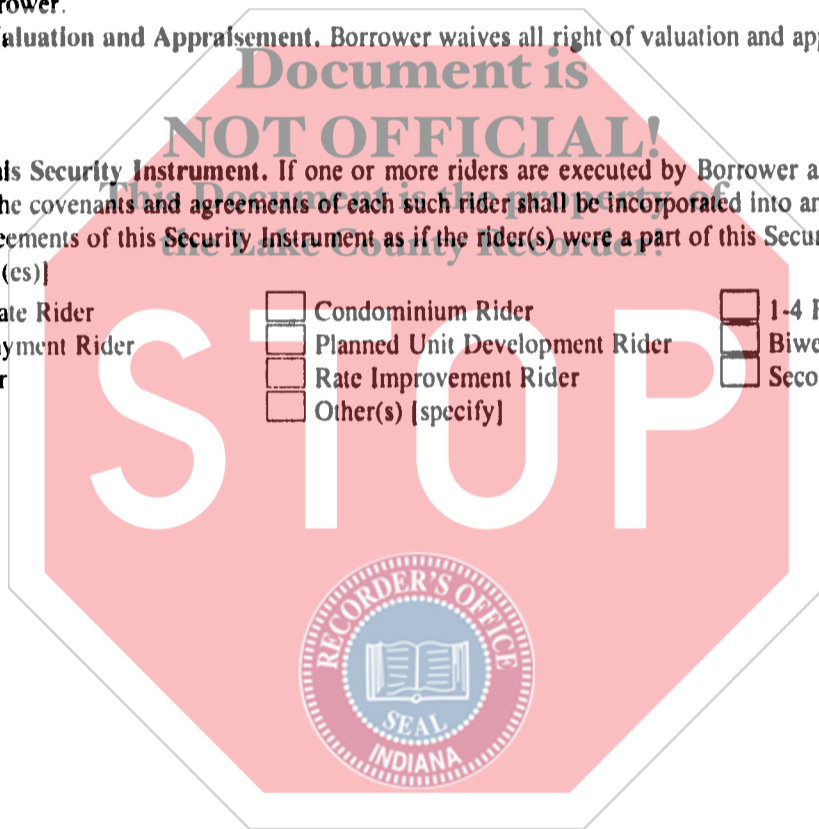 rower.
aluation and Appraisement. Borrower waives all right of valuation and app
Document is
NOT OFFICIAL!
is Security Instrument. If one or more riders are executed by Borrower a
This Document is the property of
he covenants and agreements of each such rider shall be incorporated into an
eements of this Security Instrument as if the rider(s) were a part of this Secu
the Lake County Recorder!
(es)]
ate Rider Condominium Rider 1-4 F
yment Rider Planned Unit Development Rider Biwe
r Rate Improvement Rider Seco
Other(s) [specify]
STOP
RECORDER'S OFFICE
SEAL
INDIANA